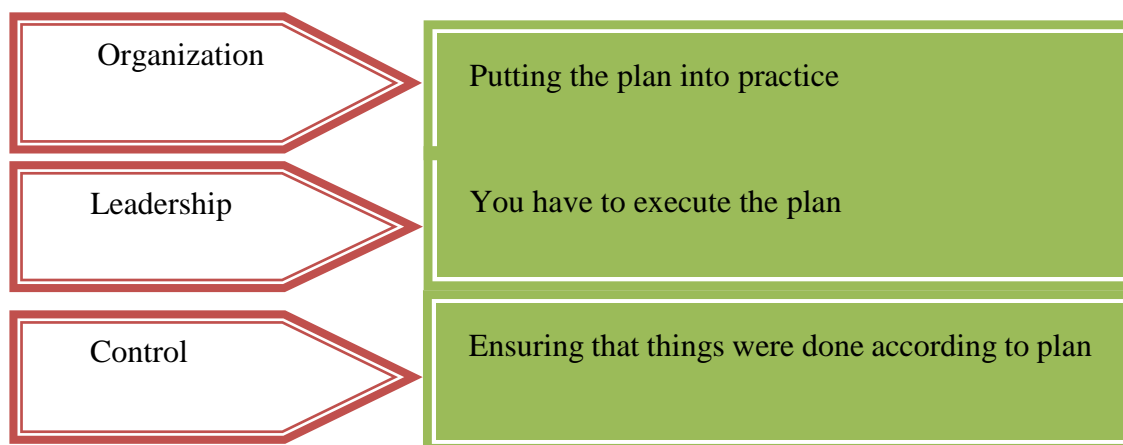 Organization
Putting the plan into practice
Leadership
You have to execute the plan
Control
Ensuring that things were done according to plan